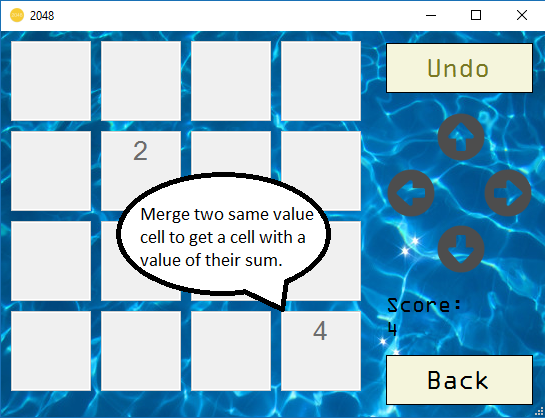 2048
Undo
2
Merge two same value
cell to get a cell with a
value of their sum.
4
Score:
4
Back